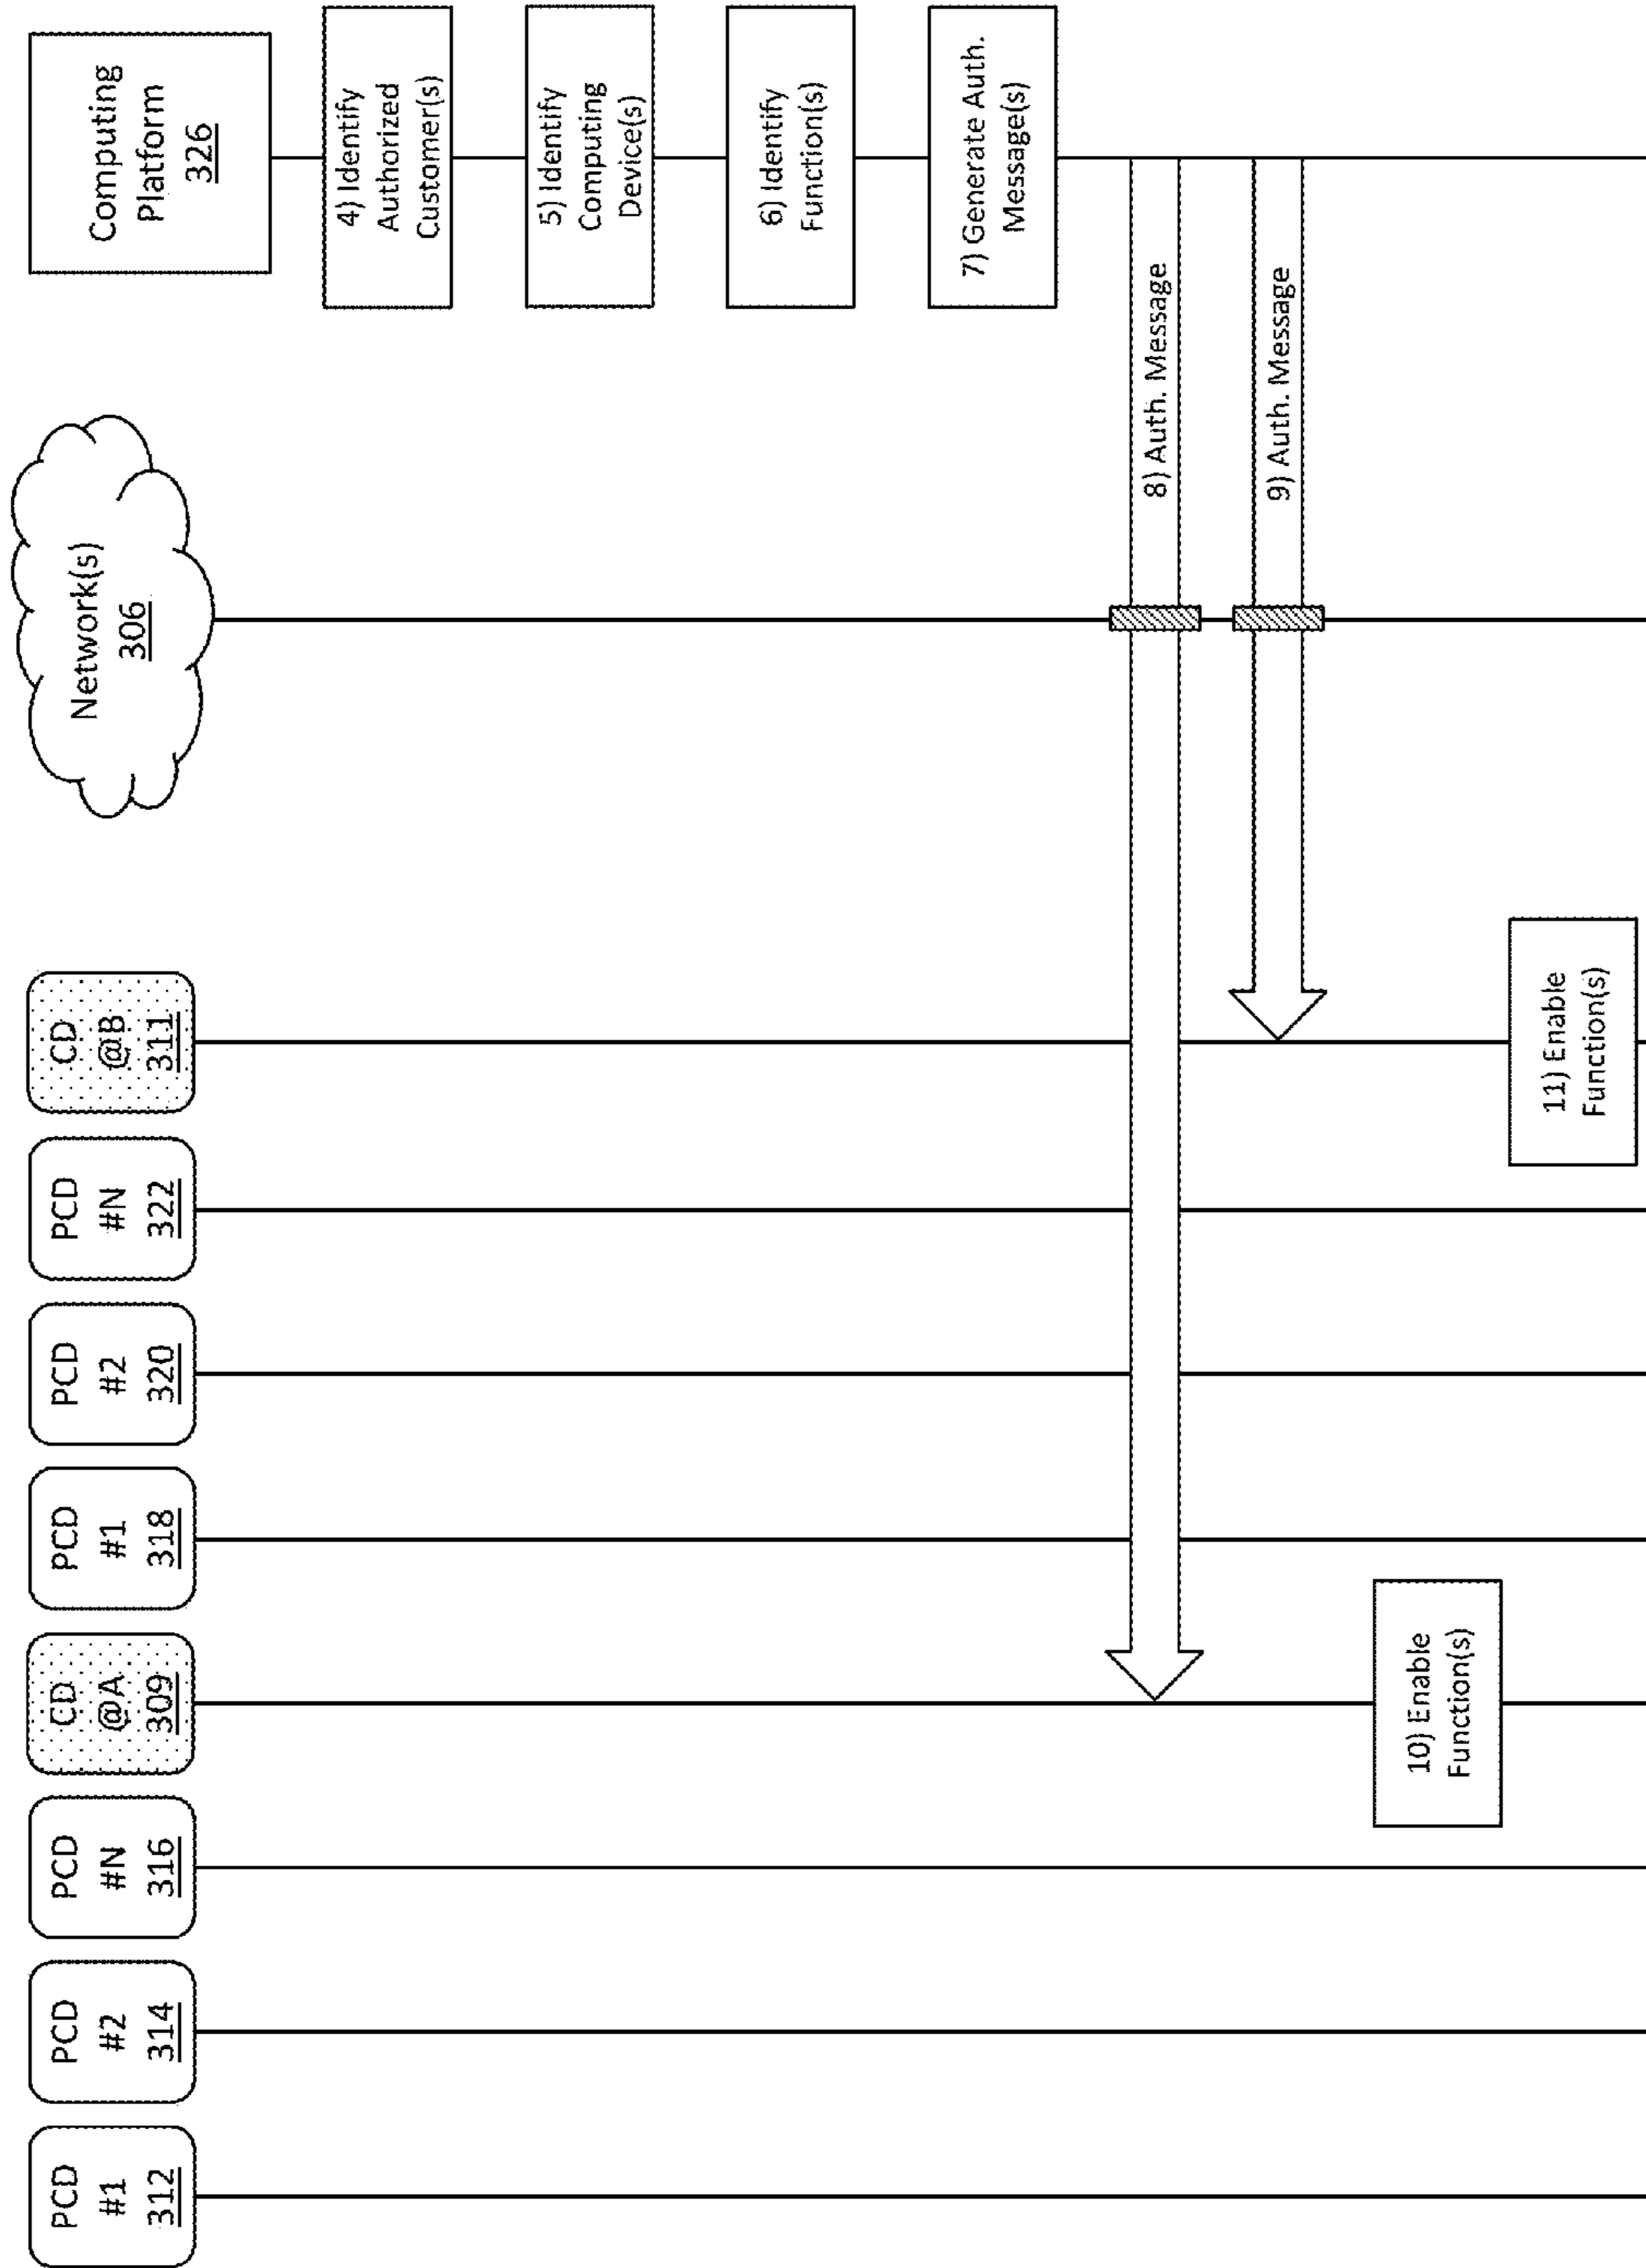 PCD
#1
312
PCD
#2
314
PCD
#N
316
CD
@A
309
PCD
#1
318
PCD
#2
320
PCD
#N
322
CD
@B
311
Network(s)
306
Computing
Platform
326
4) Identify
Authorized
Customer(s)
5) Identify
Computing
Device(s)
6) Identify
Function(s)
7) Generate Auth.
Message(s)
8) Auth. Message
9) Auth. Message
10) Enable
Function(s)
11) Enable
Function(s)